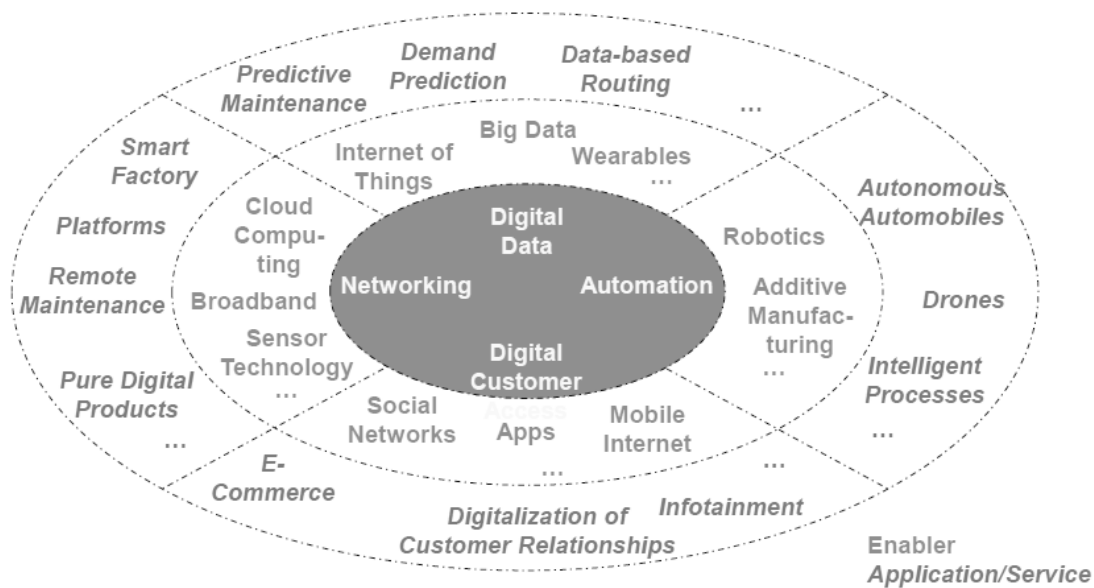 Demand
Prediction
Data-based
Routing
Predictive
Maintenance
...
Big Data
Internet of
Things
Wearables
...
Smart
Factory
Platforms
Remote
Maintenance
Pure Digital
Products
...
Cloud
Compu-
ting
Broadband
Sensor
Technology
...
Digital
Data
Networking
Automation
Digital
Customer
Access
Robotics
Additive
Manufac-
turing
...
Autonomous
Automobiles
Drones
Intelligent
Processes
...
Social
Networks
Apps
Mobile
Internet
...
E-
Commerce
Digitalization of
Customer Relationships
Infotainment
...
Enabler
Application/Service